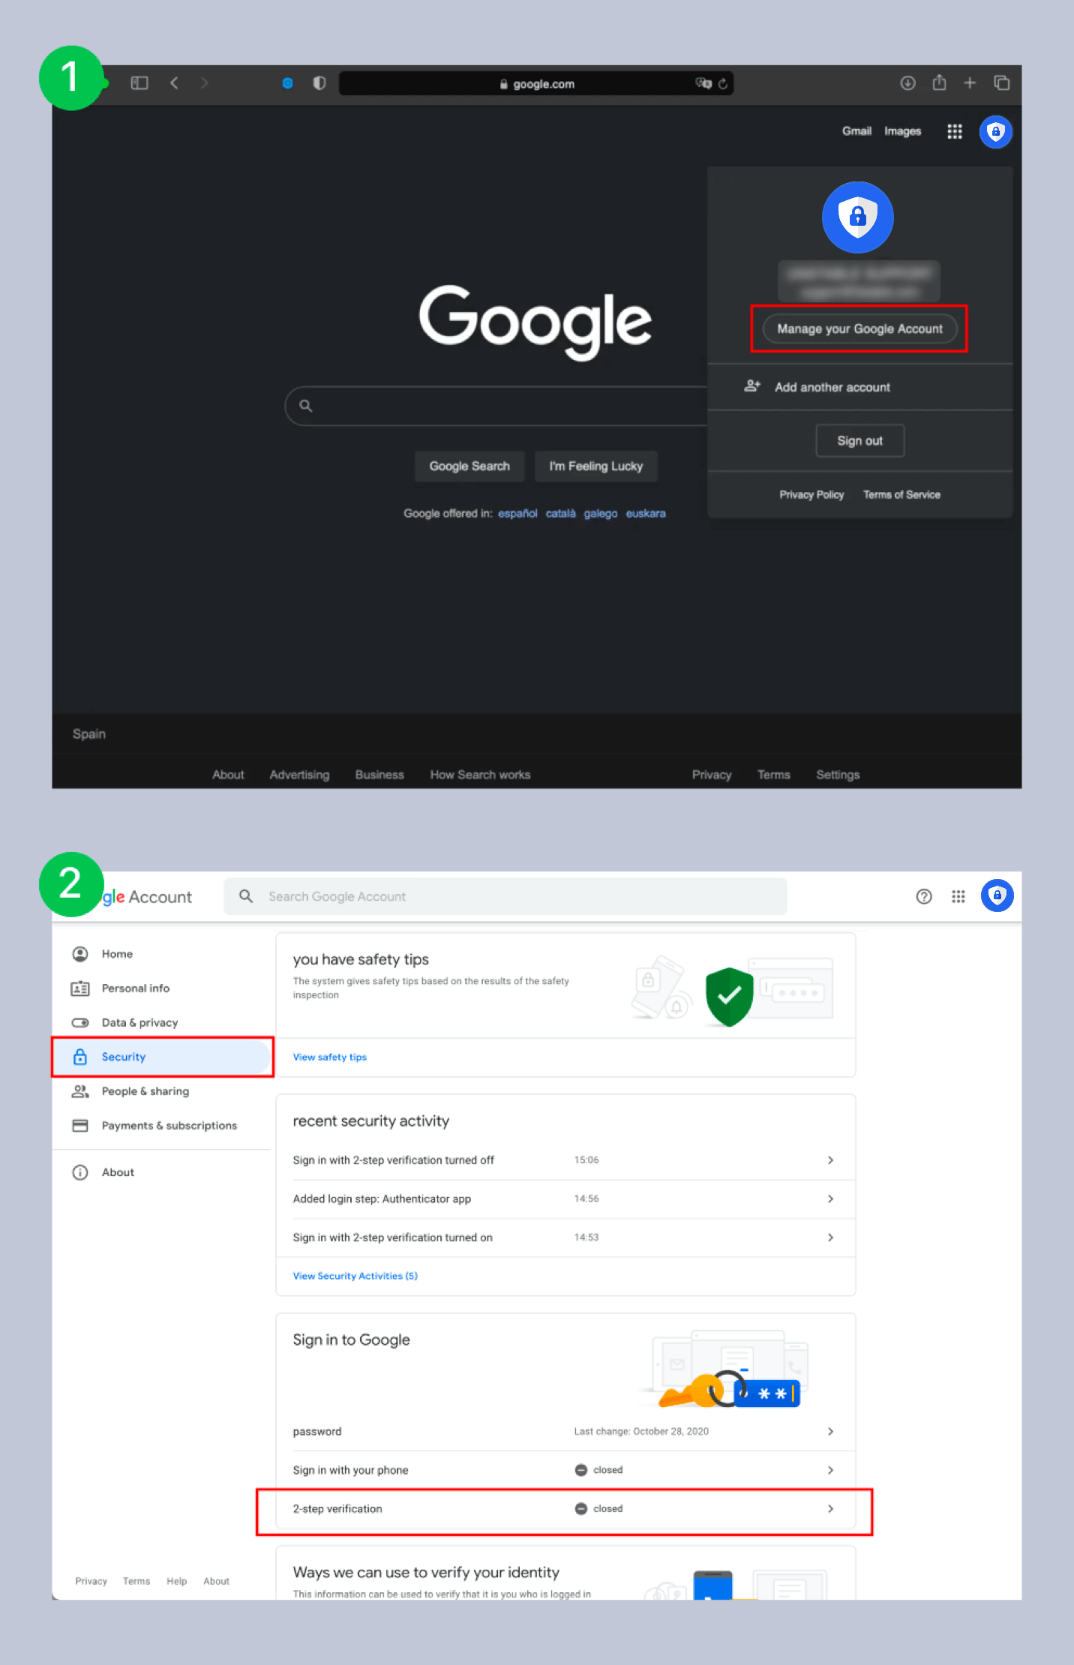 1
google.com
Gmail Images
Manage your Google Account
Add another account
Sign out
Privacy Policy Terms of Service
Google
Google Search I'm Feeling Lucky
Google offered in: español català galego euskara
Spain
About Advertising Business How Search works Privacy Terms Settings
2
gle Account
Search Google Account
Home
Personal info
Data & privacy
Security
People & sharing
Payments & subscriptions
About
you have safety tips
The system gives safety tips based on the results of the safety
inspection
View safety tips
recent security activity
Sign in with 2-step verification turned off 15:06
Added login step: Authenticator app 14:56
Sign in with 2-step verification turned on 14:53
View Security Activities (5)
Sign in to Google
**
password Last change: October 28, 2020
Sign in with your phone closed
2-step verification closed
Ways we can use to verify your identity
This information can be used to verify that it is you who is logged in
Privacy Terms Help About